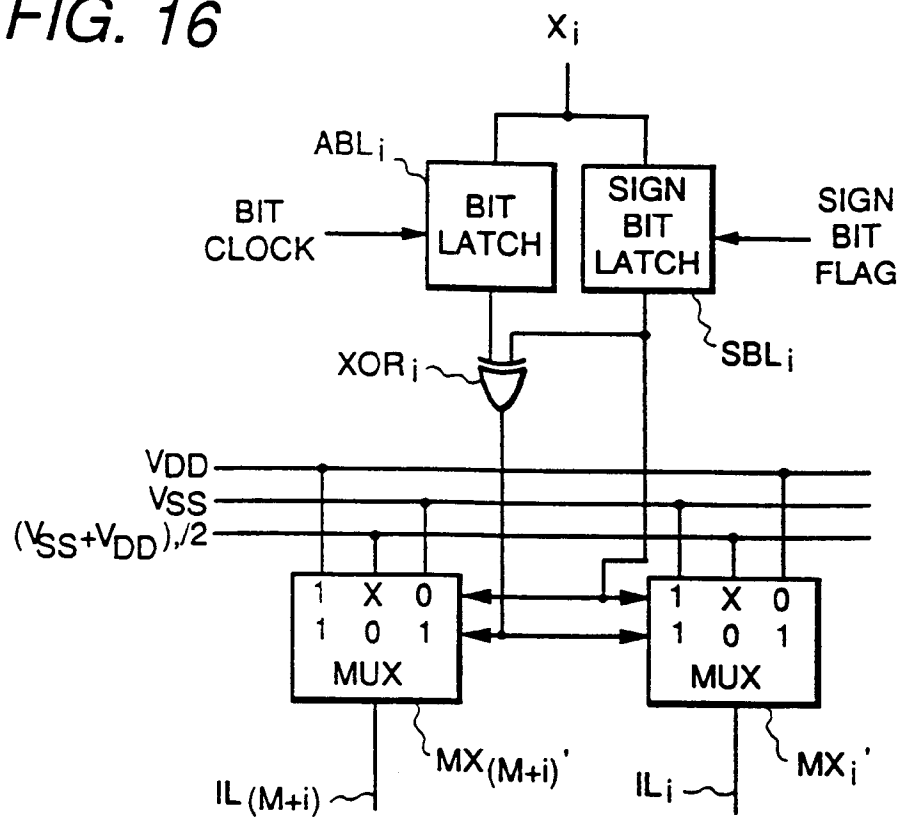 FIG. 16
Xi
ABLi
BIT
CLOCK
BIT
LATCH
SIGN
BIT
LATCH
SIGN
BIT
FLAG
XORi
SBLi
VDD
VSS
(VSS+VDD),/2
1 X 0
1 0 1
MUX
1 X 0
1 0 1
MUX
MX(M+i)'
MXi'
IL(M+i)
ILi